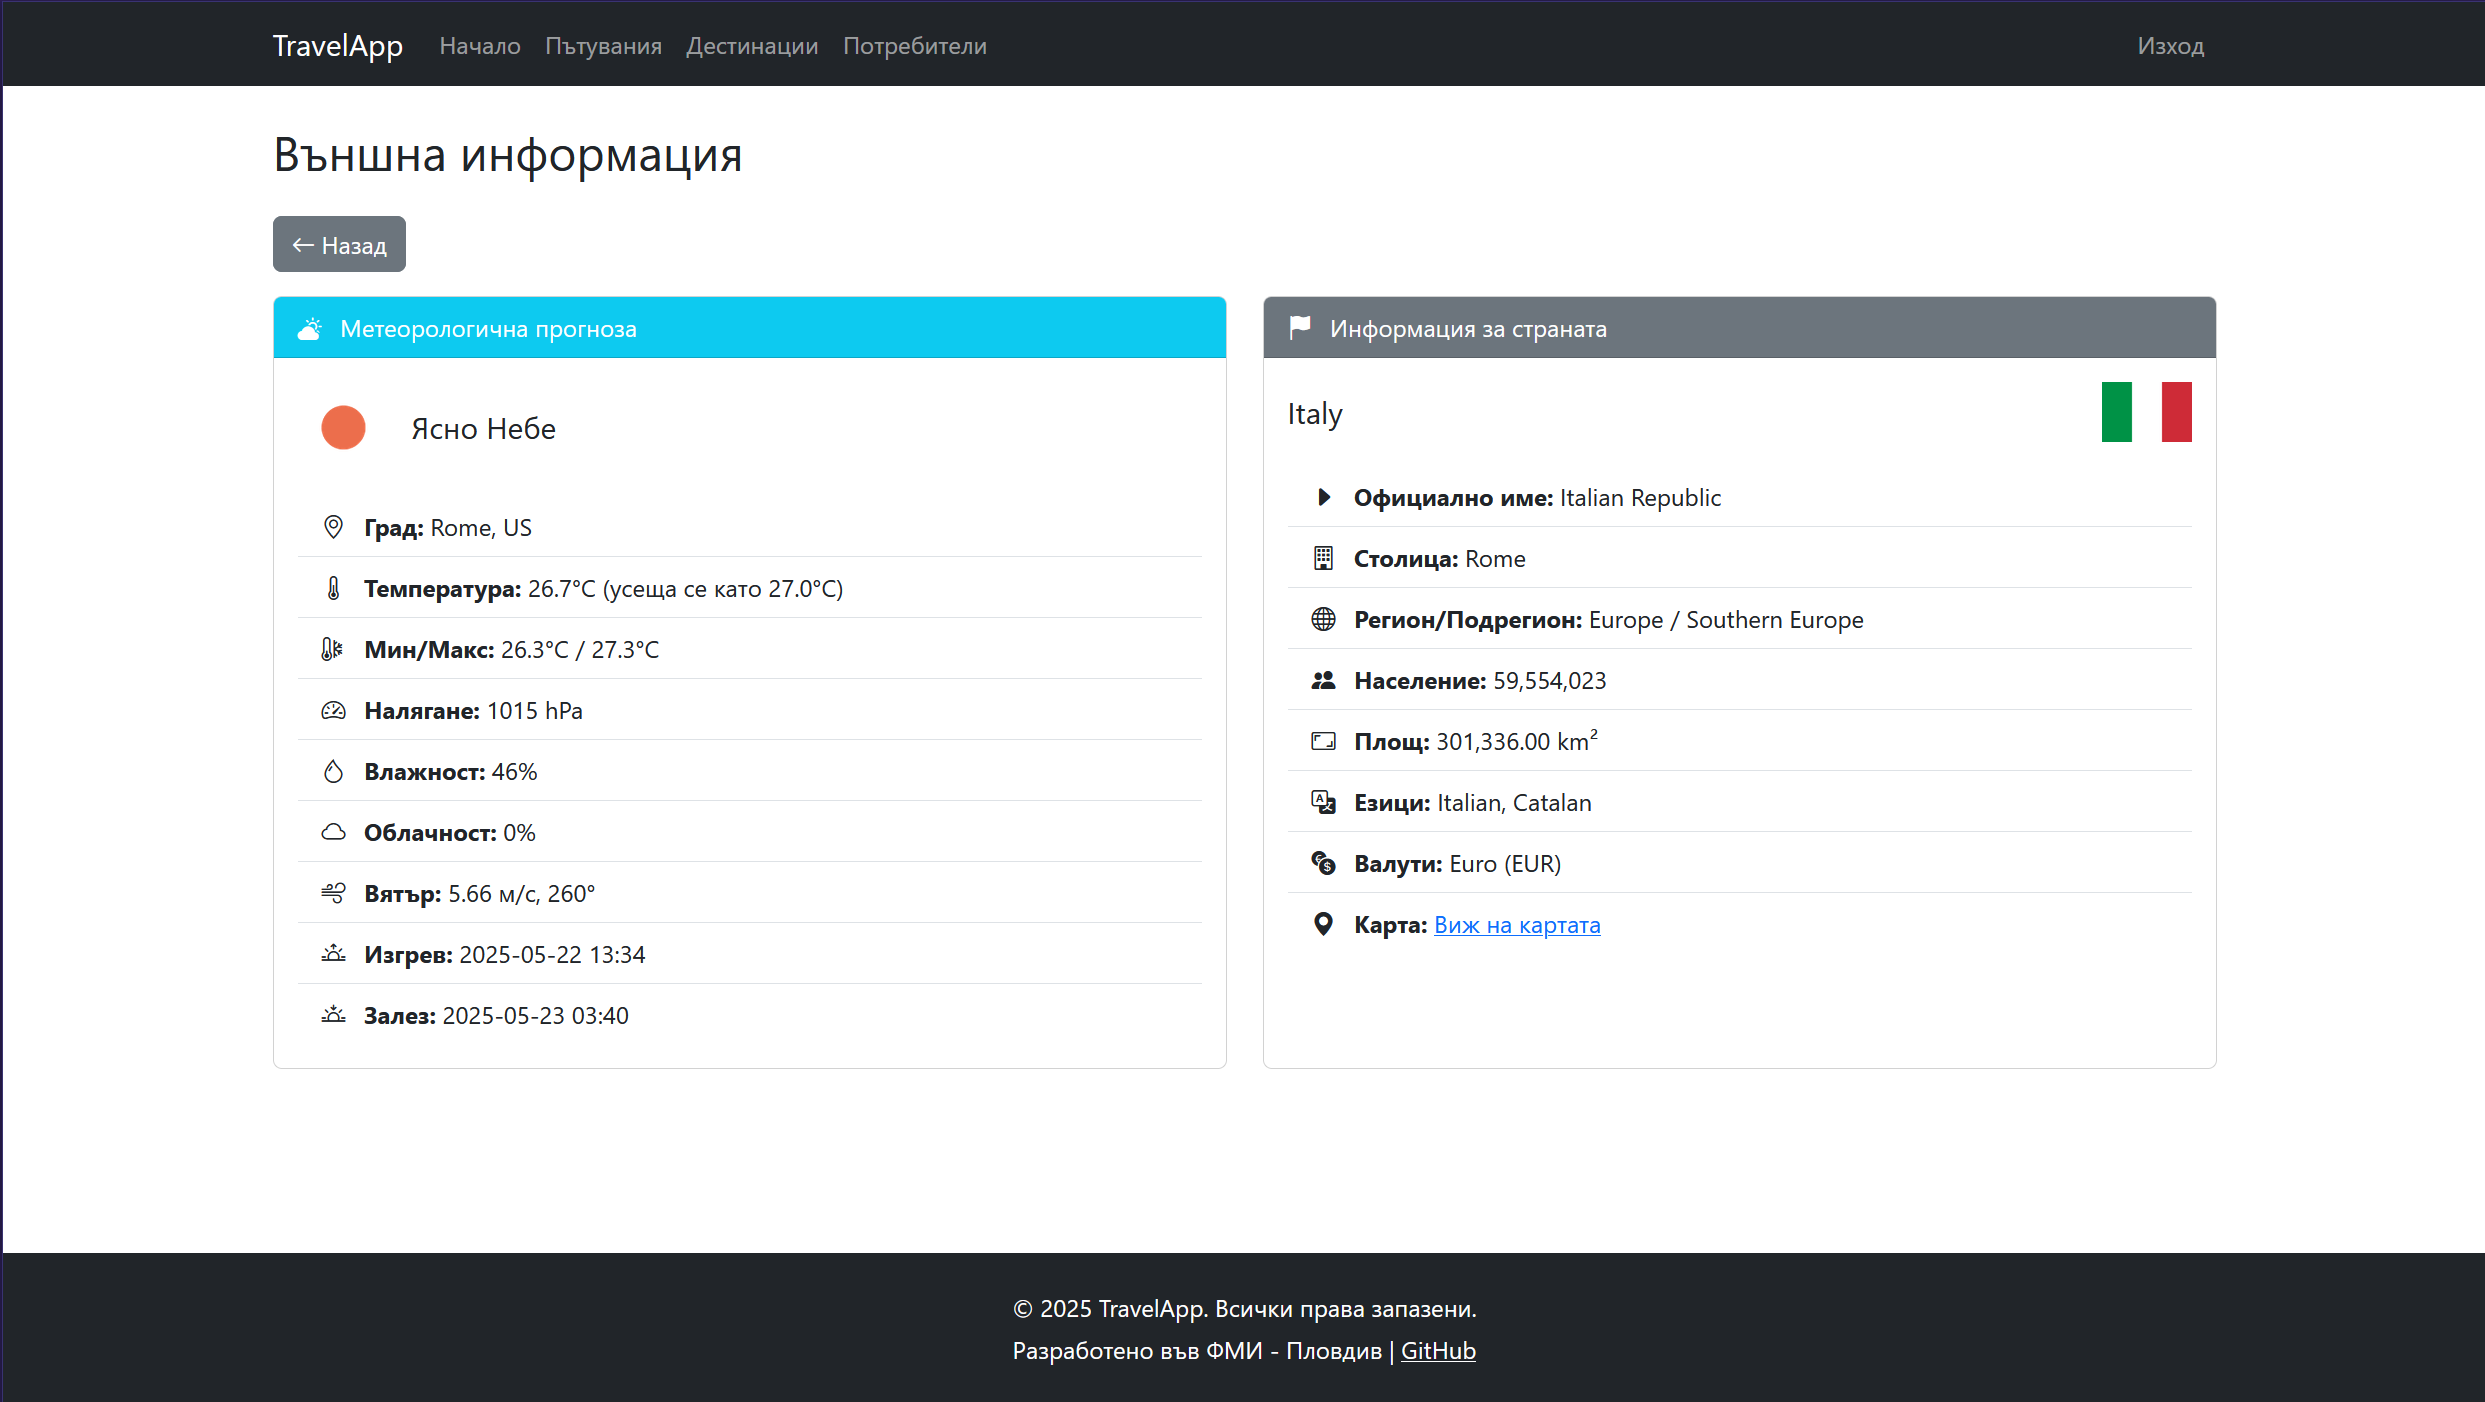 TravelApp Начало Пътувания Дестинации Потребители Изход
Външна информация
← Назад
Метеорологична прогноза
Ясно Небе
Град: Rome, US
Температура: 26.7°C (усеща се като 27.0°C)
Мин/Макс: 26.3°C / 27.3°C
Налягане: 1015 hPa
Влажност: 46%
Облачност: 0%
Вятър: 5.66 м/с, 260°
Изгрев: 2025-05-22 13:34
Залез: 2025-05-23 03:40
Информация за страната
Italy
Официално име: Italian Republic
Столица: Rome
Регион/Подрегион: Europe / Southern Europe
Население: 59,554,023
Площ: 301,336.00 km²
Езици: Italian, Catalan
Валути: Euro (EUR)
Карта: Виж на картата
© 2025 TravelApp. Всички права запазени.
Разработено във ФМИ - Пловдив | GitHub